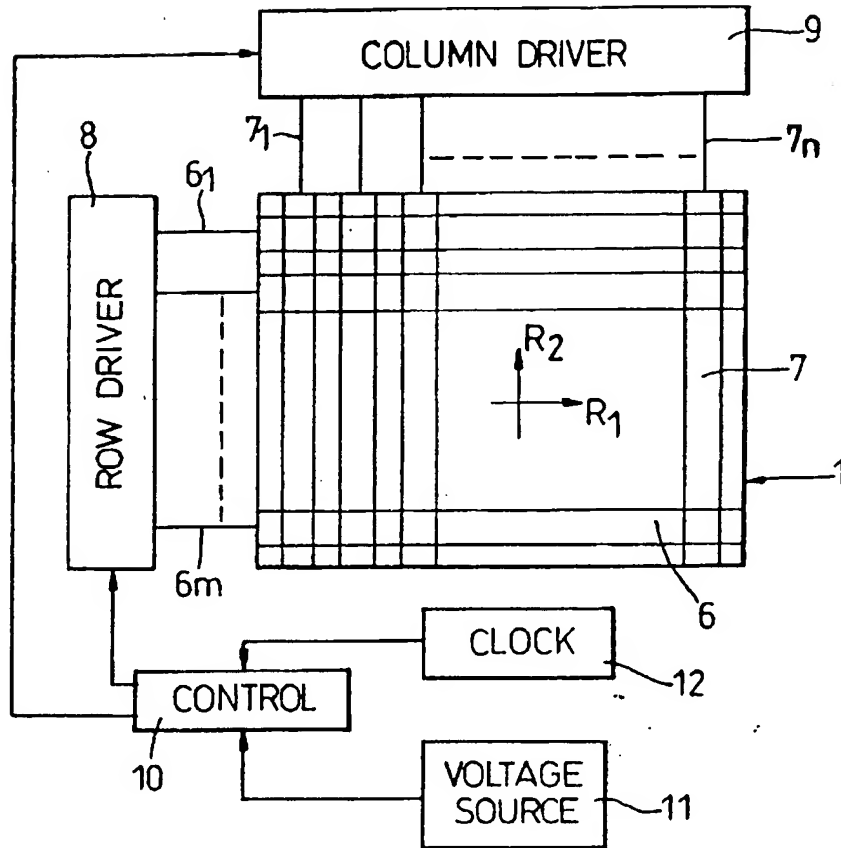 9
COLUMN DRIVER
7₁
7n
8
6₁
ROW DRIVER
R₂
R₁
7
1
6m
6
CLOCK
12
CONTROL
10
VOLTAGE
SOURCE
11